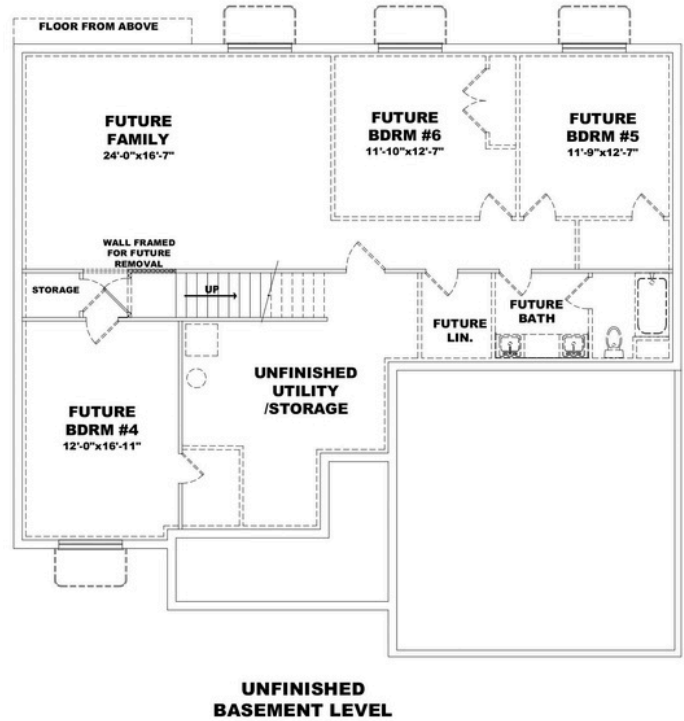 FLOOR FROM ABOVE
FUTURE
FAMILY
24'-0"x16'-7"
FUTURE
BDRM #6
11'-10"x12'-7"
FUTURE
BDRM #5
11'-9"x12'-7"
WALL FRAMED
FOR FUTURE
REMOVAL
STORAGE
UP
FUTURE
LIN.
FUTURE
BATH
UNFINISHED
UTILITY
/STORAGE
FUTURE
BDRM #4
12'-0"x16'-11"
UNFINISHED
BASEMENT LEVEL